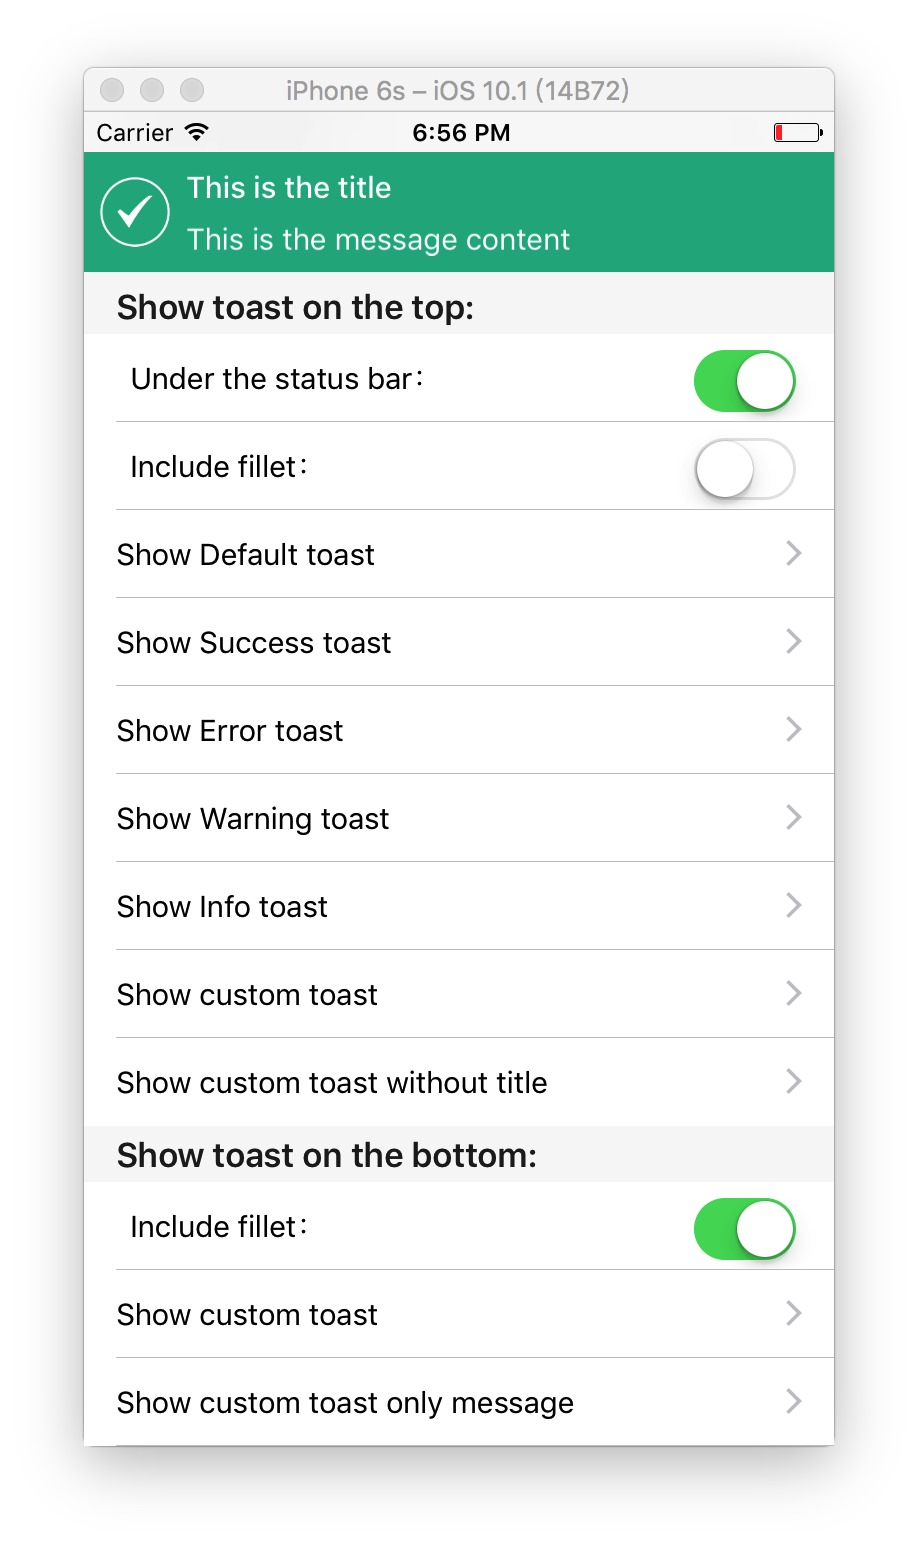 iPhone 6s – iOS 10.1 (14B72)
Carrier 6:56 PM
This is the title
This is the message content
Show toast on the top:
Under the status bar：
Include fillet：
Show Default toast
Show Success toast
Show Error toast
Show Warning toast
Show Info toast
Show custom toast
Show custom toast without title
Show toast on the bottom:
Include fillet：
Show custom toast
Show custom toast only message